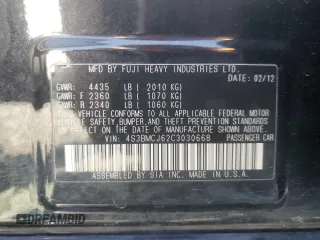 MFD. BY FUJI HEAVY INDUSTRIES LTD.
DATE: 02/12
GVWR: 4435 LB ( 2010 KG)
GAWR: F 2360 LB ( 1070 KG)
GAWR: R 2340 LB ( 1060 KG)
THIS VEHICLE CONFORMS TO ALL APPLICABLE
FEDERAL MOTOR VEHICLE
SAFETY, BUMPER, AND THEFT
PREVENTION STANDARDS
IN EFFECT ON THE DATE OF
MANUFACTURE SHOWN ABOVE.
VIN: 4S3BMCJ62C3030668 PASSENGER CAR
ASSEMBLED BY SIA INC. MADE IN U.S.A.
DREAMBID